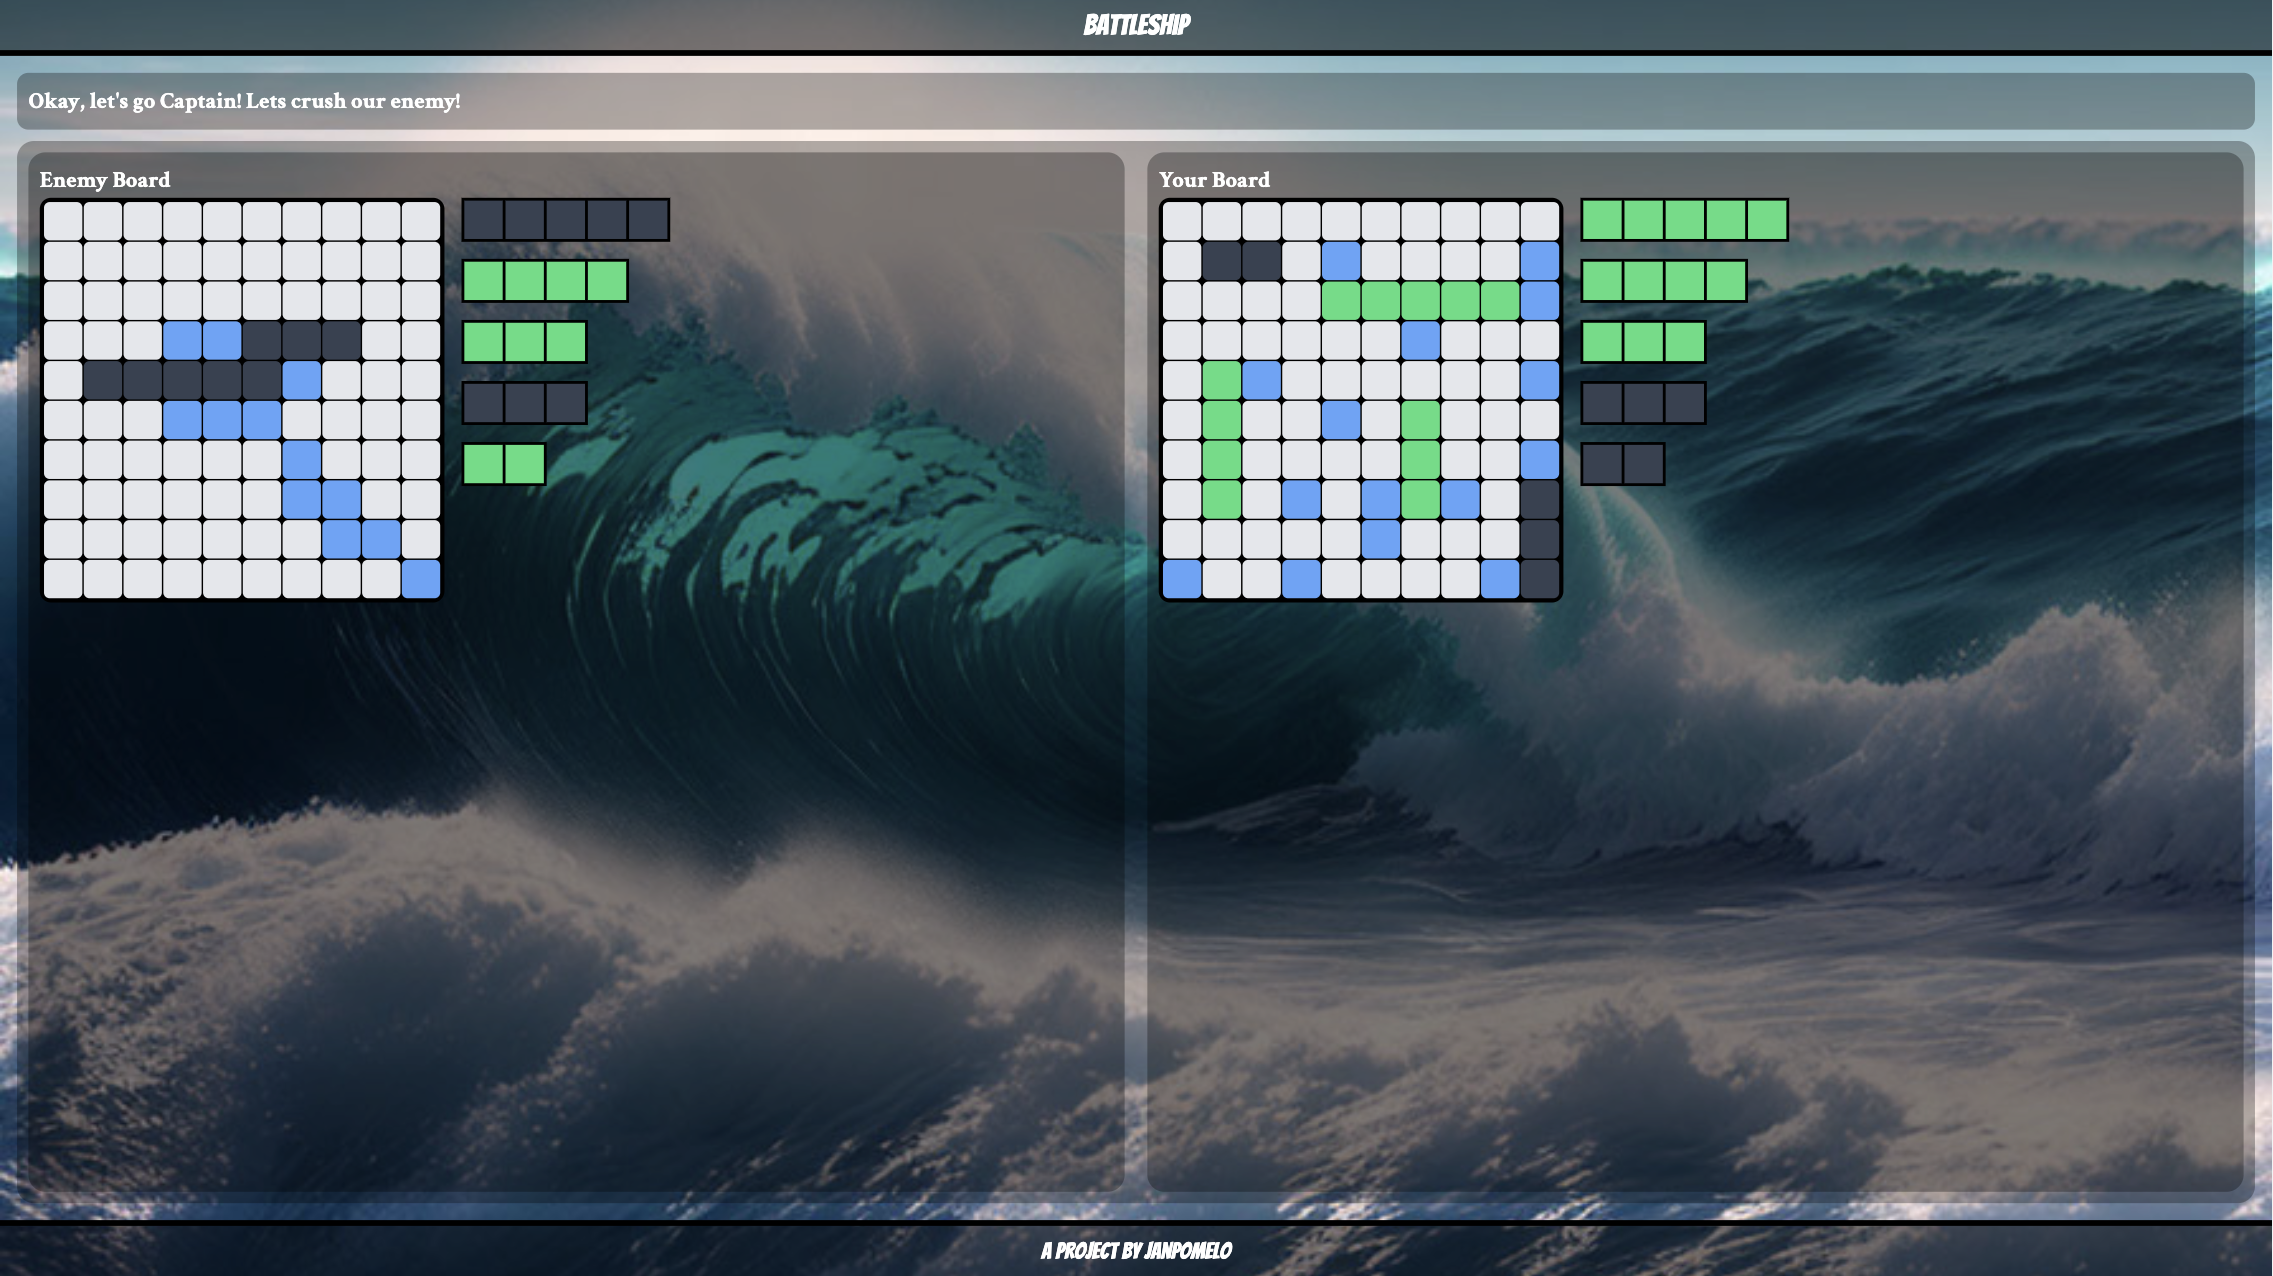 BATTLESHIP
Okay, let's go Captain! Lets crush our enemy!
Enemy Board
Your Board
A PROJECT BY JANPOMELO